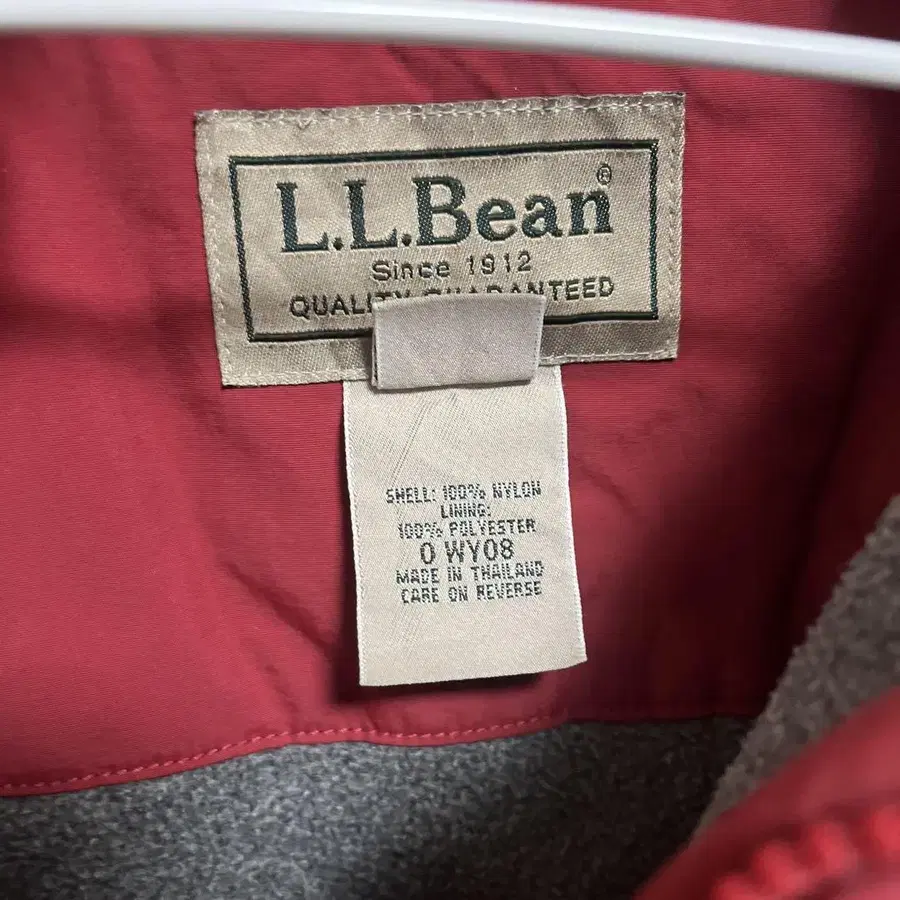 L.L.Bean®
Since 1912
QUALITY GUARANTEED
SHELL: 100% NYLON
LINING:
100% POLYESTER
0 WY08
MADE IN THAILAND
CARE ON REVERSE